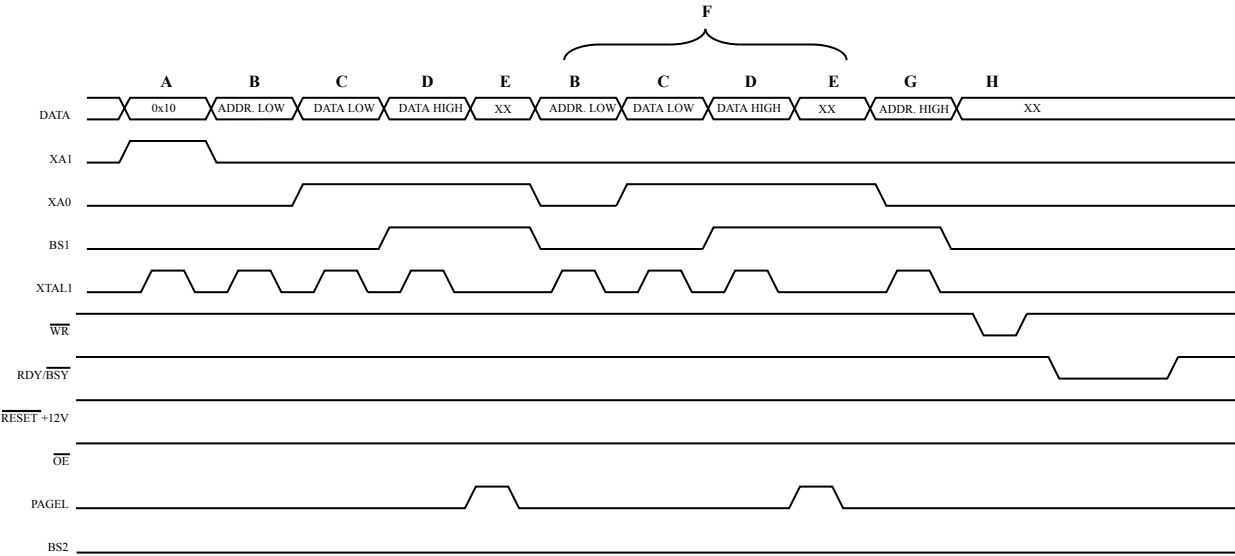 F
A B C D E B C D E G H
DATA 0x10 ADDR. LOW DATA LOW DATA HIGH XX ADDR. LOW DATA LOW DATA HIGH XX ADDR. HIGH XX
XA1
XA0
BS1
XTAL1
WR
RDY/BSY
RESET +12V
OE
PAGEL
BS2